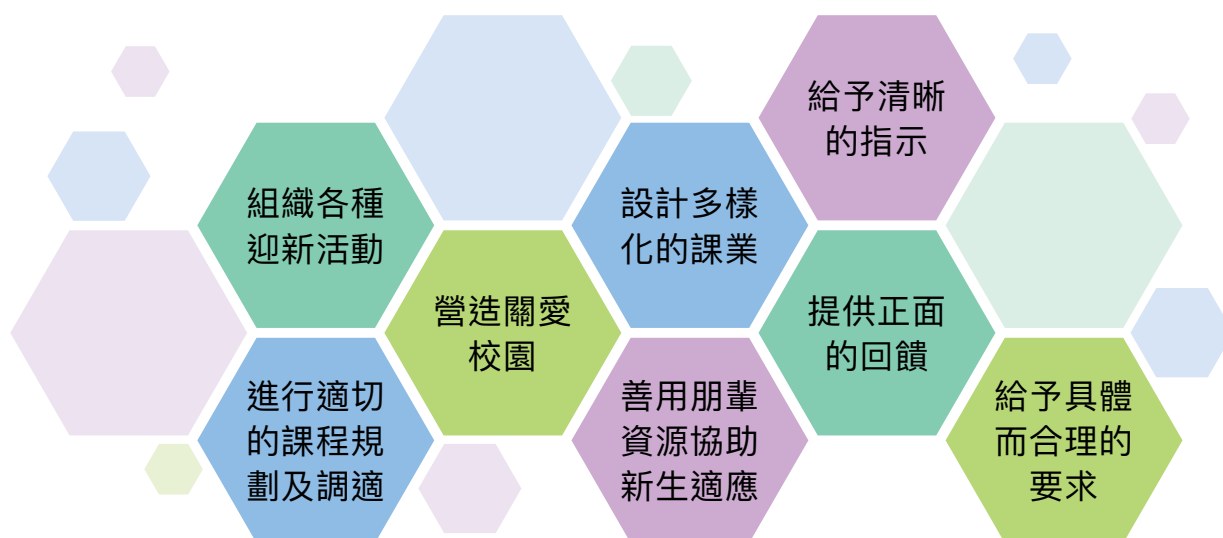 組織各種
迎新活動
進行適切
的課程規
劃及調適
營造關愛
校園
設計多樣
化的課業
善用朋輩
資源協助
新生適應
給予清晰
的指示
提供正面
的回饋
給予具體
而合理的
要求